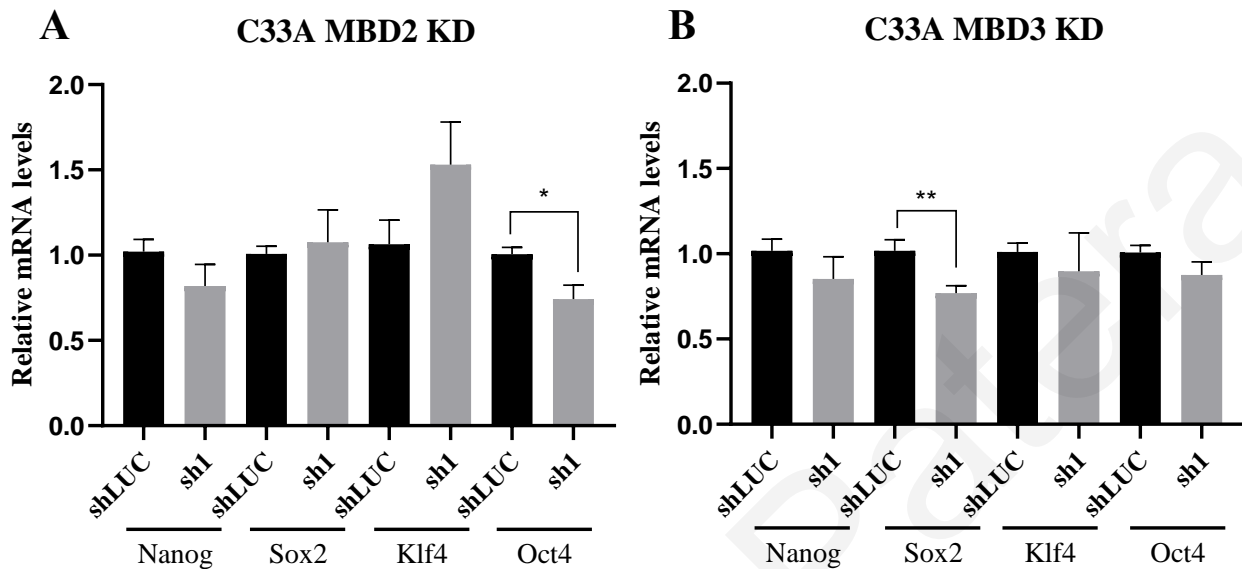 A
C33A MBD2 KD
Relative mRNA levels
2.0
1.5
1.0
0.5
0.0
*
shLUC sh1 shLUC sh1 shLUC sh1 shLUC sh1
Nanog Sox2 Klf4 Oct4
B
C33A MBD3 KD
Relative mRNA levels
2.0
1.5
1.0
0.5
0.0
**
shLUC sh1 shLUC sh1 shLUC sh1 shLUC sh1
Nanog Sox2 Klf4 Oct4